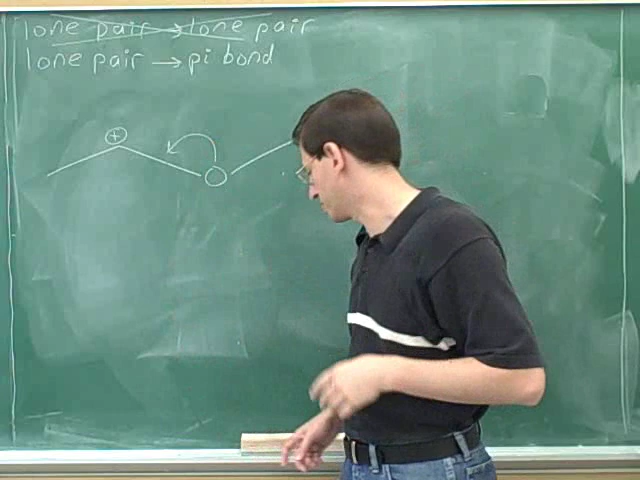 lone pair → lone pair
lone pair → pi bond
⊕
O